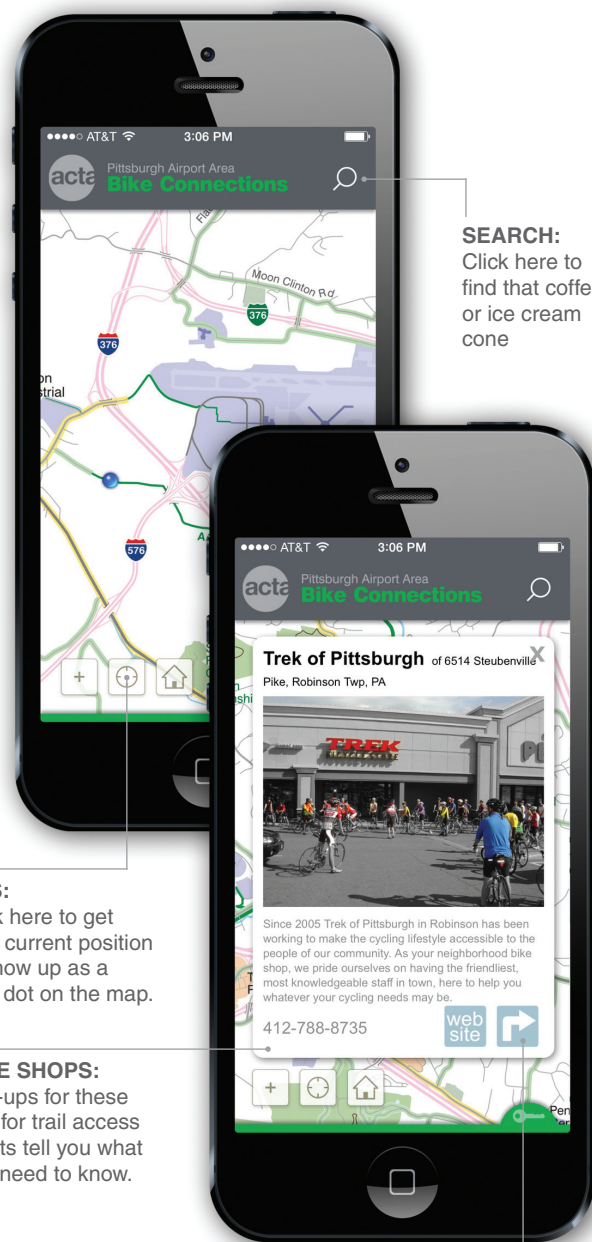 ●●●●○ AT&T 3:06 PM
acta Pittsburgh Airport Area
Bike Connections
Moon Clinton Rd
376
376
576
+
SEARCH:
Click here to
find that coffe
or ice cream
cone
●●●●○ AT&T 3:06 PM
acta Pittsburgh Airport Area
Bike Connections
Trek of Pittsburgh of 6514 Steubenville X
Pike, Robinson Twp, PA
TREK
Since 2005 Trek of Pittsburgh in Robinson has been
working to make the cycling lifestyle accessible to the
people of our community. As your neighborhood bike
shop, we pride ourselves on having the friendliest,
most knowledgeable staff in town, here to help you
whatever your cycling needs may be.
412-788-8735
web
site
+
S:
k here to get
current position
how up as a
dot on the map.
E SHOPS:
-ups for these
for trail access
ts tell you what
need to know.